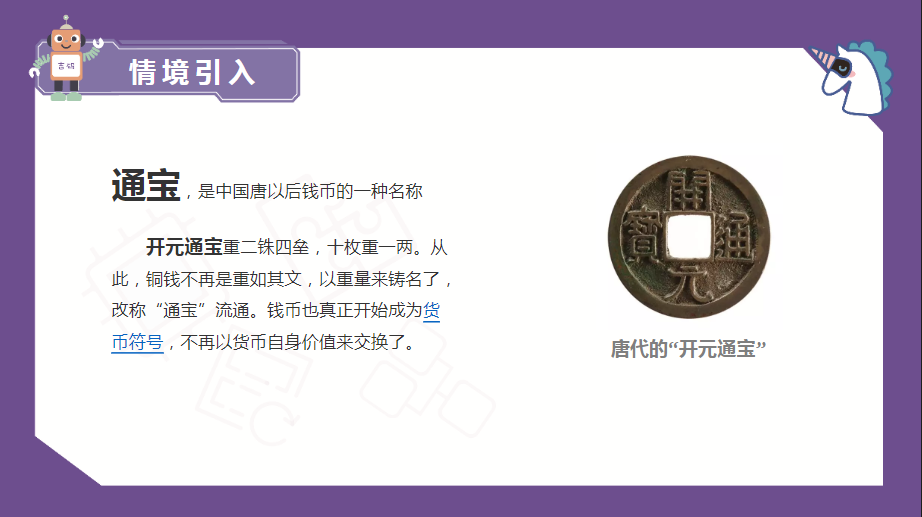 情境引入
通宝，是中国唐以后钱币的一种名称
开元通宝重二铢四垒，十枚重一两。从
此，铜钱不再是重如其文，以重量来铸名了，
改称“通宝”流通。钱币也真正开始成为货
币符号，不再以货币自身价值来交换了。
開
寶 通
元
唐代的“开元通宝”